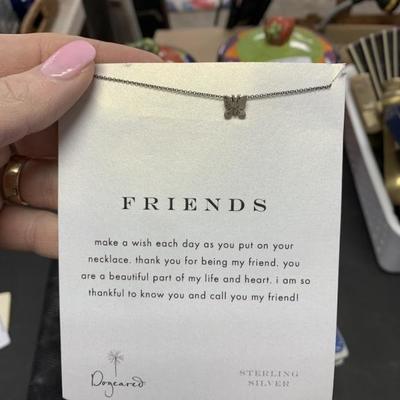 FRIENDS
make a wish each day as you put on your
necklace. thank you for being my friend. you
are a beautiful part of my life and heart. i am so
thankful to know you and call you my friend!
Dogeared
STERLING
SILVER